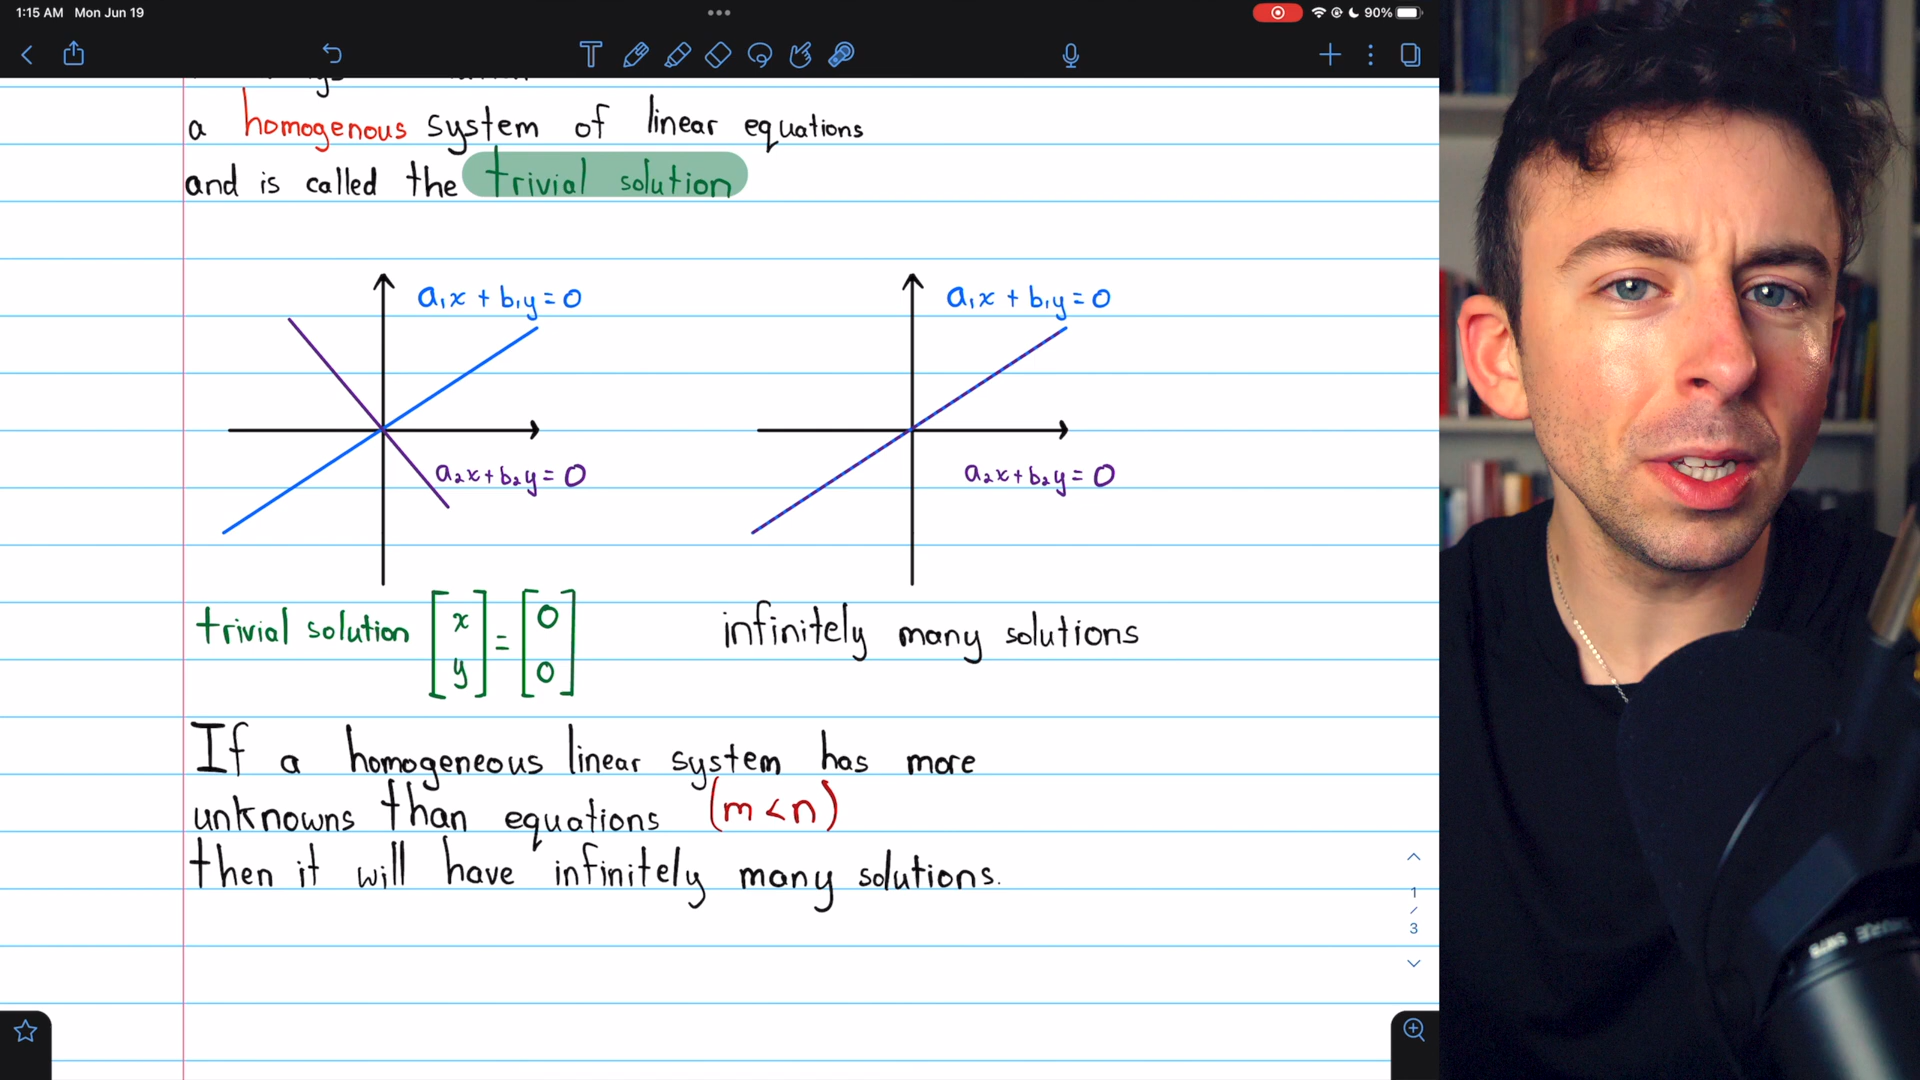 1:15 AM Mon Jun 19
90%
a homogenous system of linear equations
and is called the trivial solution
a₁x + b₁y = 0
a₂x + b₂y = 0
a₁x + b₁y = 0
a₂x + b₂y = 0
trivial solution [x y] = [0 0]
infinitely many solutions
If a homogeneous linear system has more
unknowns than equations (m < n)
then it will have infinitely many solutions.
1
/
3